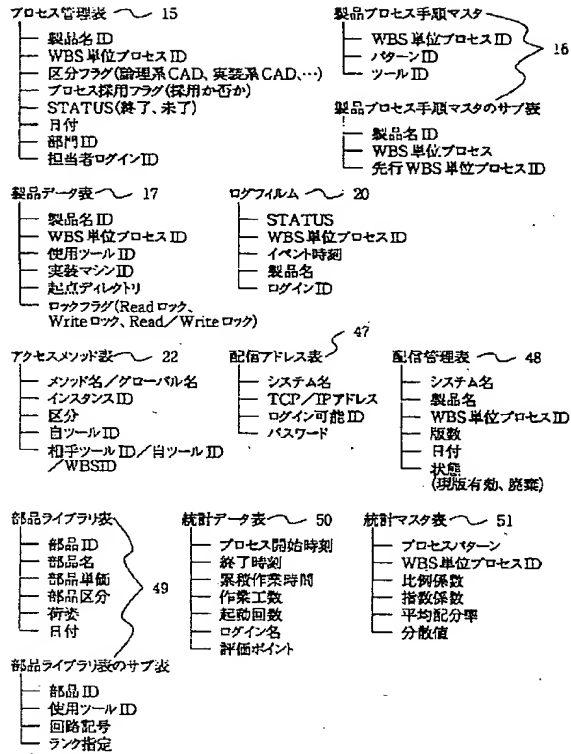 プロセス管理表 15
製品名ID
WBS単位プロセスID
区分フラグ(論理系CAD、実装系CAD、…)
プロセス採用フラグ(採用か否か)
STATUS(終了、未了)
日付
部門ID
担当者ログインID
製品プロセス手順マスタ
WBS単位プロセスID
パターンID
ツールID
16
製品プロセス手順マスタのサブ表
製品名ID
WBS単位プロセス
先行WBS単位プロセスID
製品データ表 17
製品名ID
WBS単位プロセスID
使用ツールID
実装マシンID
起点ディレクトリ
ロックフラグ(Readロック、
Writeロック、Read/Writeロック)
ログフィルム 20
STATUS
WBS単位プロセスID
イベント時刻
製品名
ログインID
アクセスメソッド表 22
メソッド名/グローバル名
インスタンスID
区分
自ツールID
相手ツールID/自ツールID
/WBSID
47
配信アドレス表
システム名
TCP/IPアドレス
ログイン可能ID
パスワード
配信管理表 48
システム名
製品名
WBS単位プロセスID
版数
日付
状態
(現版有効、廃棄)
部品ライブラリ表
部品ID
部品名
部品単価
部品区分
荷姿
日付
49
部品ライブラリ表のサブ表
部品ID
使用ツールID
回路記号
ランク指定
統計データ表 50
プロセス開始時刻
終了時刻
累積作業時間
作業工数
起動回数
ログイン名
評価ポイント
統計マスタ表 51
プロセスパターン
WBS単位プロセスID
比例係数
指数係数
平均配分率
分散値